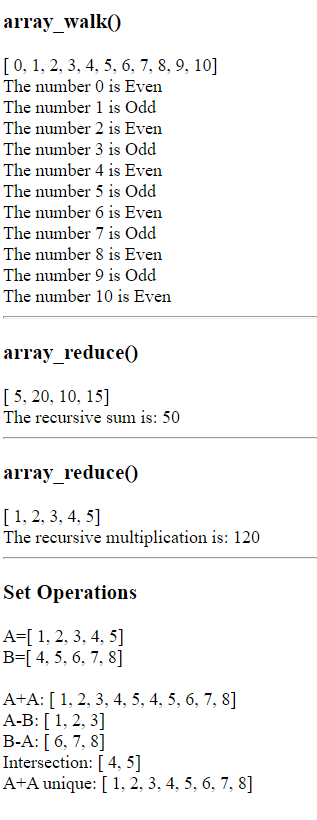 array_walk()
[ 0, 1, 2, 3, 4, 5, 6, 7, 8, 9, 10]
The number 0 is Even
The number 1 is Odd
The number 2 is Even
The number 3 is Odd
The number 4 is Even
The number 5 is Odd
The number 6 is Even
The number 7 is Odd
The number 8 is Even
The number 9 is Odd
The number 10 is Even
array_reduce()
[ 5, 20, 10, 15]
The recursive sum is: 50
array_reduce()
[ 1, 2, 3, 4, 5]
The recursive multiplication is: 120
Set Operations
A=[ 1, 2, 3, 4, 5]
B=[ 4, 5, 6, 7, 8]
A+A: [ 1, 2, 3, 4, 5, 4, 5, 6, 7, 8]
A-B: [ 1, 2, 3]
B-A: [ 6, 7, 8]
Intersection: [ 4, 5]
A+A unique: [ 1, 2, 3, 4, 5, 6, 7, 8]